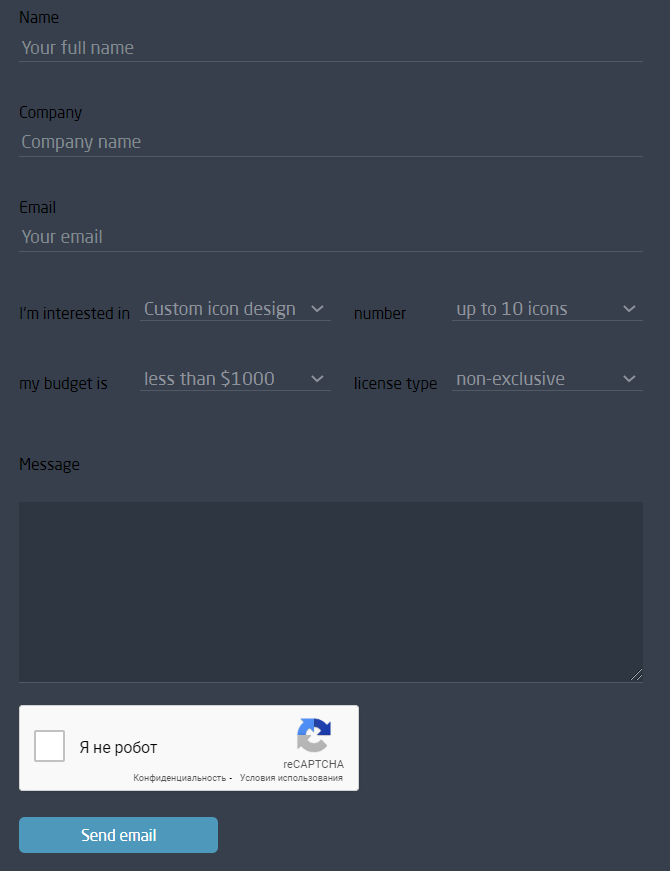 Name
Your full name
Company
Company name
Email
Your email
I'm interested in Custom icon design number up to 10 icons
my budget is less than $1000 license type non-exclusive
Message
Я не робот
reCAPTCHA
Конфиденциальность - Условия использования
Send email